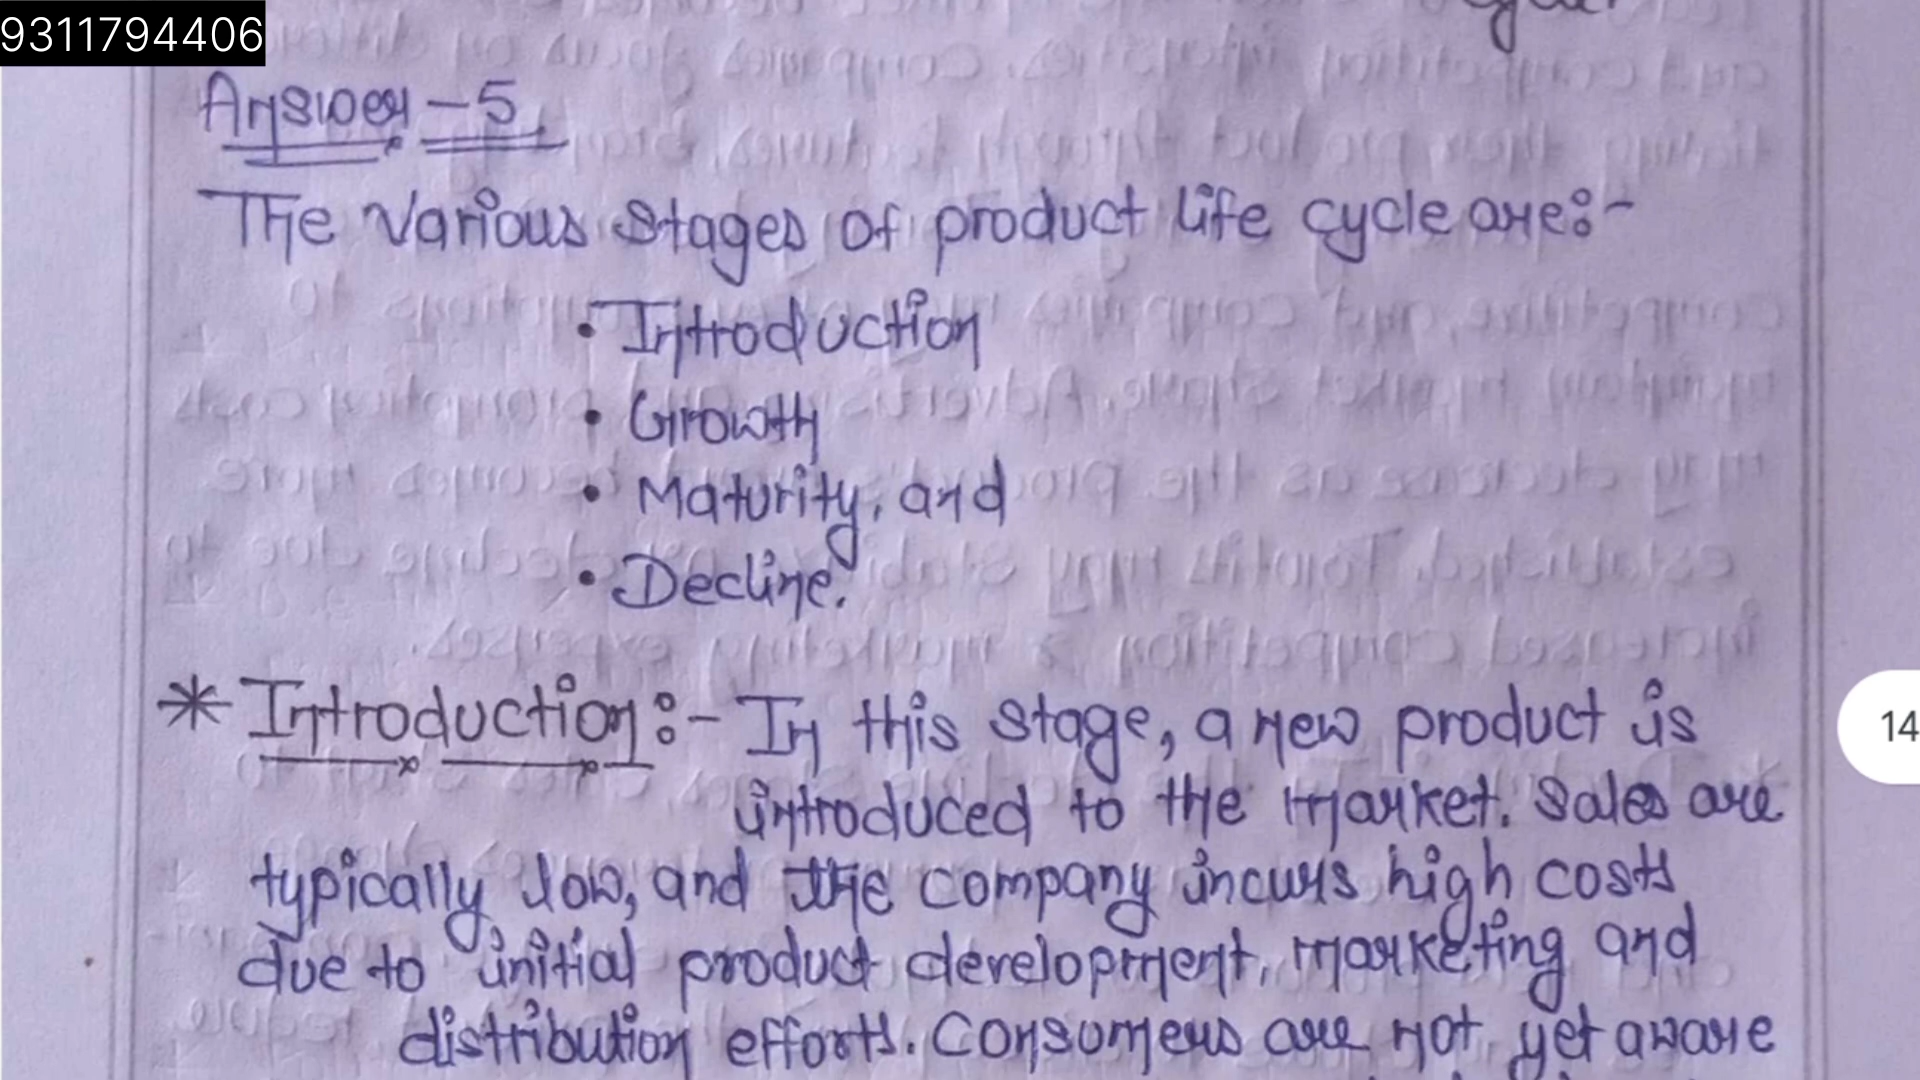 9311794406
Answer - 5
The Various Stages of product life cycle are:-
• Introduction
• Growth
• Maturity, and
• Decline.
* Introduction :- In this stage, a new product is
introduced to the market. Sales are
typically low, and the company incurs high costs
due to initial product development, marketing and
distribution efforts. Consumers are not yet aware
14